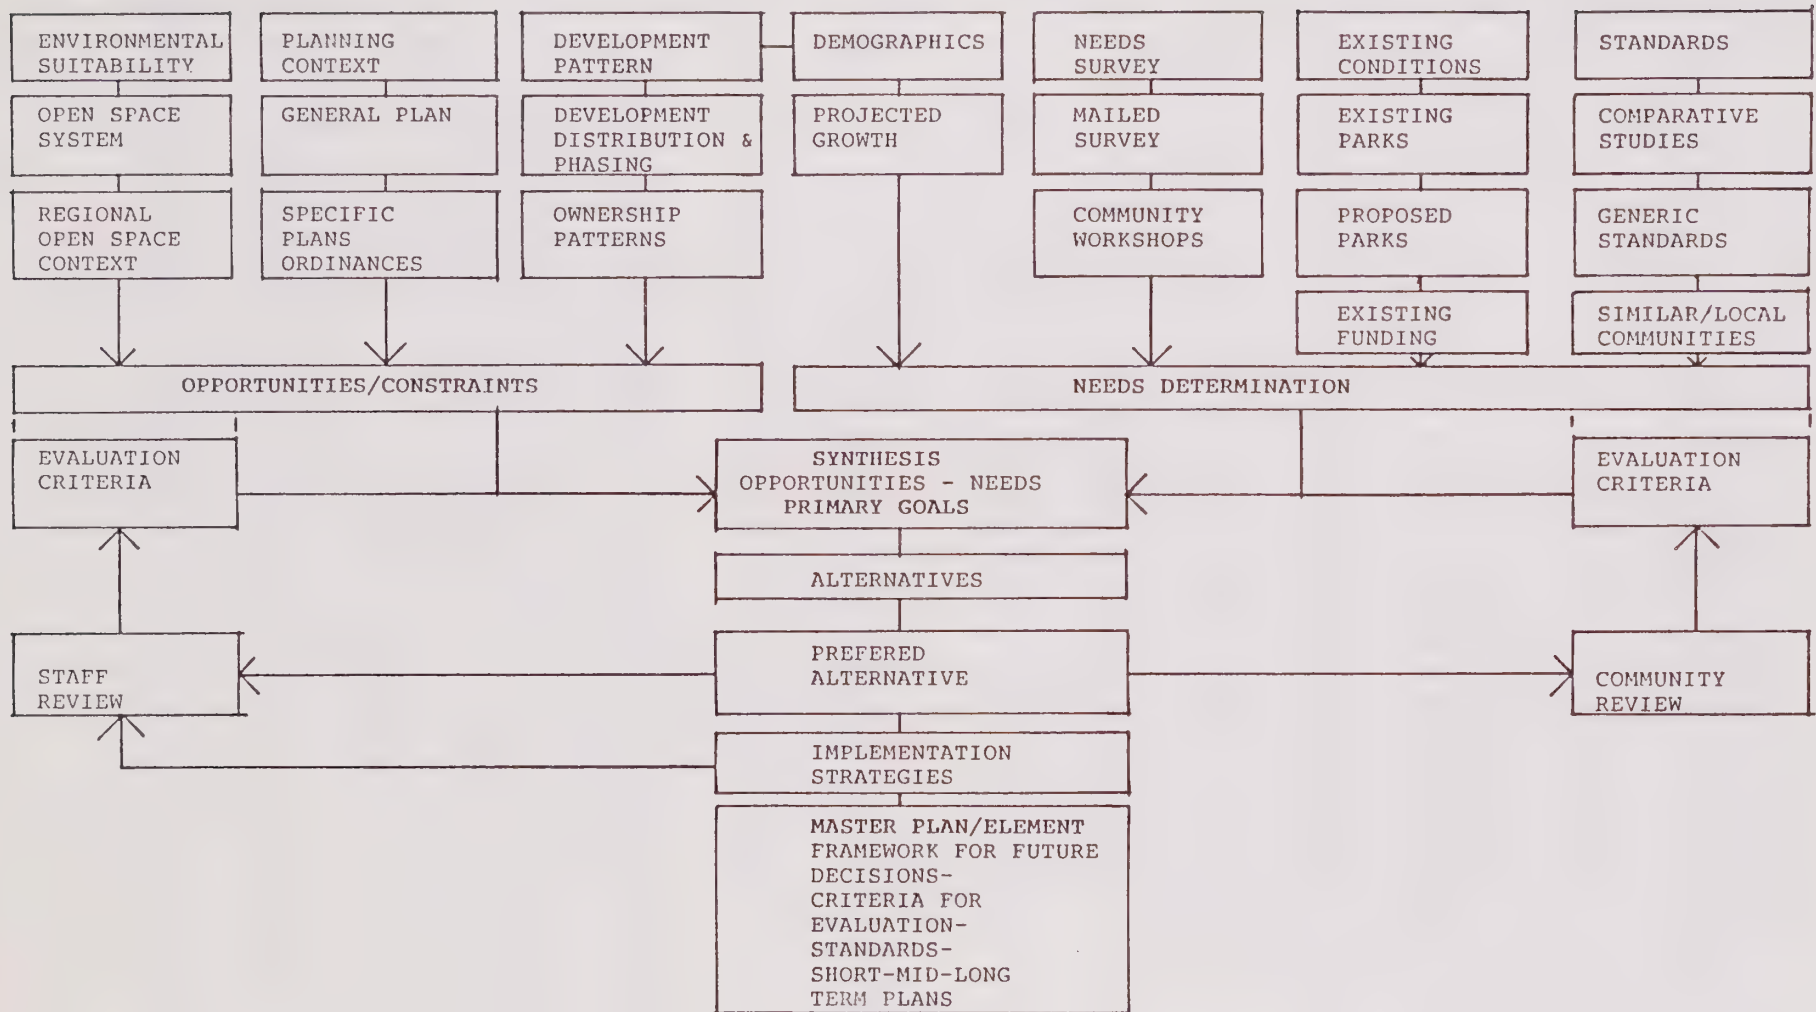 ENVIRONMENTAL
SUITABILITY
PLANNING
CONTEXT
DEVELOPMENT
PATTERN
DEMOGRAPHICS
NEEDS
SURVEY
EXISTING
CONDITIONS
STANDARDS
OPEN SPACE
SYSTEM
GENERAL PLAN
DEVELOPMENT
DISTRIBUTION &
PHASING
PROJECTED
GROWTH
MAILED
SURVEY
EXISTING
PARKS
COMPARATIVE
STUDIES
REGIONAL
OPEN SPACE
CONTEXT
SPECIFIC
PLANS
ORDINANCES
OWNERSHIP
PATTERNS
COMMUNITY
WORKSHOPS
PROPOSED
PARKS
GENERIC
STANDARDS
EXISTING
FUNDING
SIMILAR/LOCAL
COMMUNITIES
OPPORTUNITIES/CONSTRAINTS
NEEDS DETERMINATION
EVALUATION
CRITERIA
SYNTHESIS
OPPORTUNITIES - NEEDS
PRIMARY GOALS
EVALUATION
CRITERIA
ALTERNATIVES
STAFF
REVIEW
PREFERED
ALTERNATIVE
COMMUNITY
REVIEW
IMPLEMENTATION
STRATEGIES
MASTER PLAN/ELEMENT
FRAMEWORK FOR FUTURE
DECISIONS-
CRITERIA FOR
EVALUATION-
STANDARDS-
SHORT-MID-LONG
TERM PLANS